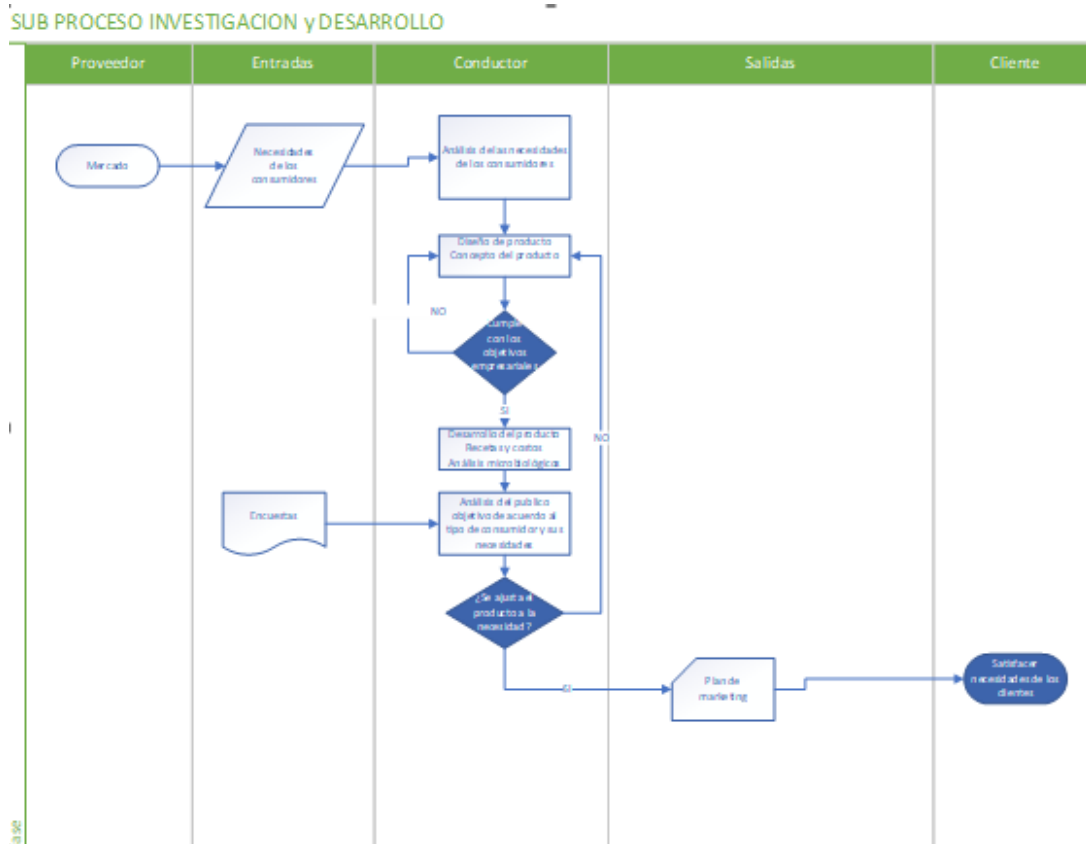 SUB PROCESO INVESTIGACION y DESARROLLO
Proveedor
Entradas
Conductor
Salidas
Cliente
Mercado
Necesidades
de los
consumidores
Análisis de las necesidades
de los consumidores
Diseño de producto
Concepto del producto
NO
Cumple
con los
objetivos
empresariales
SI
Desarrollo del producto
Recetas y costos
Análisis microbiológicos
NO
Encuestas
Análisis del publico
objetivo de acuerdo al
tipo de consumidor y sus
necesidades
¿Se ajusta el
producto a la
necesidad?
SI
Plan de
marketing
Satisfacer
necesidades de los
clientes
ase